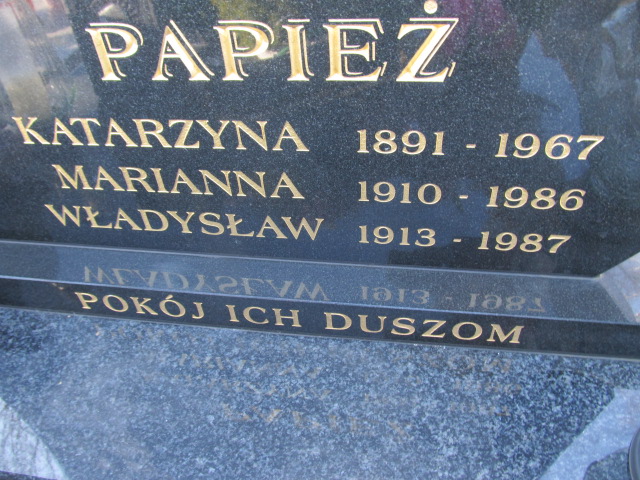 PAPIEŻ
KATARZYNA 1891 - 1967
MARIANNA 1910 - 1986
WŁADYSŁAW 1913 - 1987
POKÓJ ICH DUSZOM